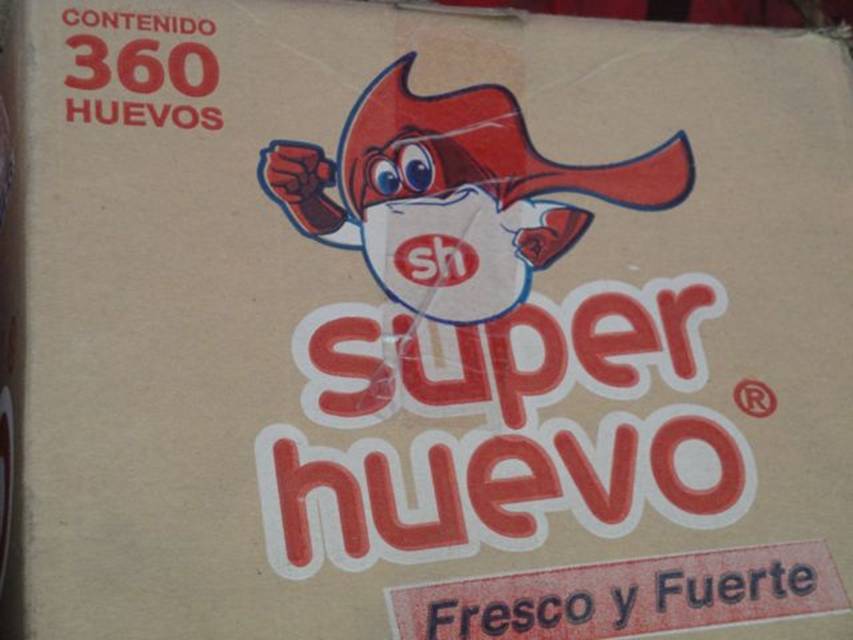 CONTENIDO
360
HUEVOS
sh
super
huevo®
Fresco y Fuerte